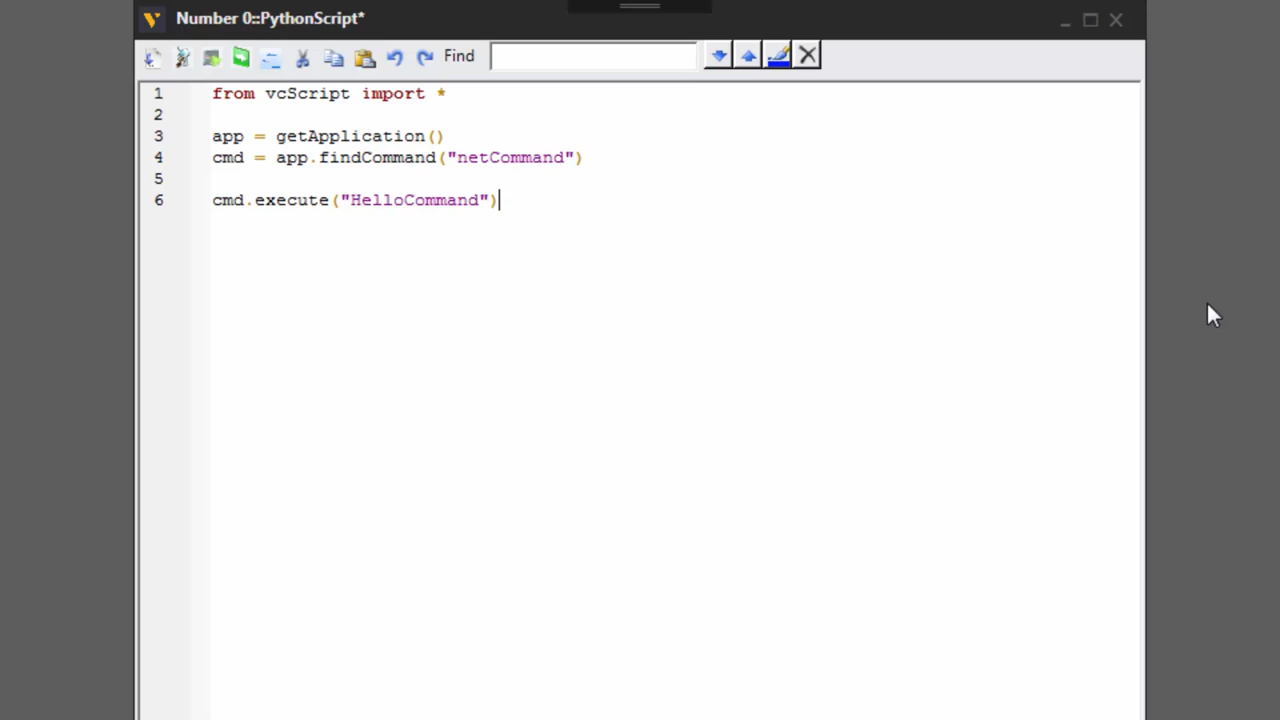 Number 0::PythonScript*
Find
1 from vcScript import *
2
3 app = getApplication()
4 cmd = app.findCommand("netCommand")
5
6 cmd.execute("HelloCommand")